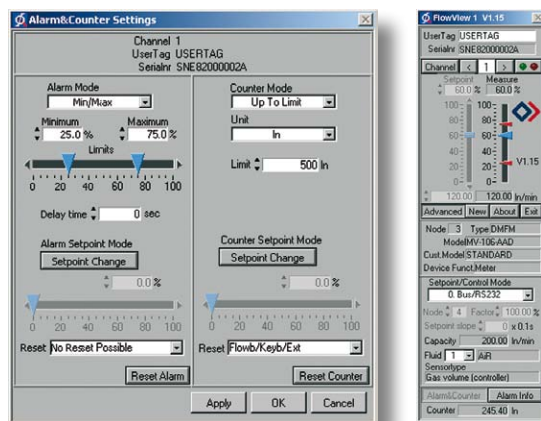 Alarm&Counter Settings
Channel 1
UserTag USERTAG
Serialnr SNE82000002A
Alarm Mode
Min/Max
Minimum Maximum
25.0 % 75.0 %
Limits
0 20 40 60 80 100
Delay time 0 sec
Alarm Setpoint Mode
Setpoint Change
0.0 %
0 20 40 60 80 100
Reset No Reset Possible
Reset Alarm
Counter Mode
Up To Limit
Unit
ln
Limit 500 ln
Counter Setpoint Mode
Setpoint Change
0.0 %
0 20 40 60 80 100
Reset Flowb/Keyb/Ext
Reset Counter
Apply OK Cancel
FlowView 1 V1.15
UserTag USERTAG
Serialnr SNE82000002A
Channel < 1 >
Setpoint Measure
60.0 % 60.0 %
100 100
80 80
60 60
40 40
20 20
0 0
V1.15
120.00 120.00 ln/min
Advanced New About Exit
Node 3 Type DMFM
Model MV-106-AAD
Cust.Model STANDARD
Device Funct. Meter
Setpoint/Control Mode
0. Bus/RS232
Node 4 Factor 100.00 %
Setpoint slope 0 x 0.1s
Capacity 200.00 ln/min
Fluid 1 AiR
Sensortype
Gas volume (controller)
Alarm&Counter Alarm Info
Counter 245.40 ln